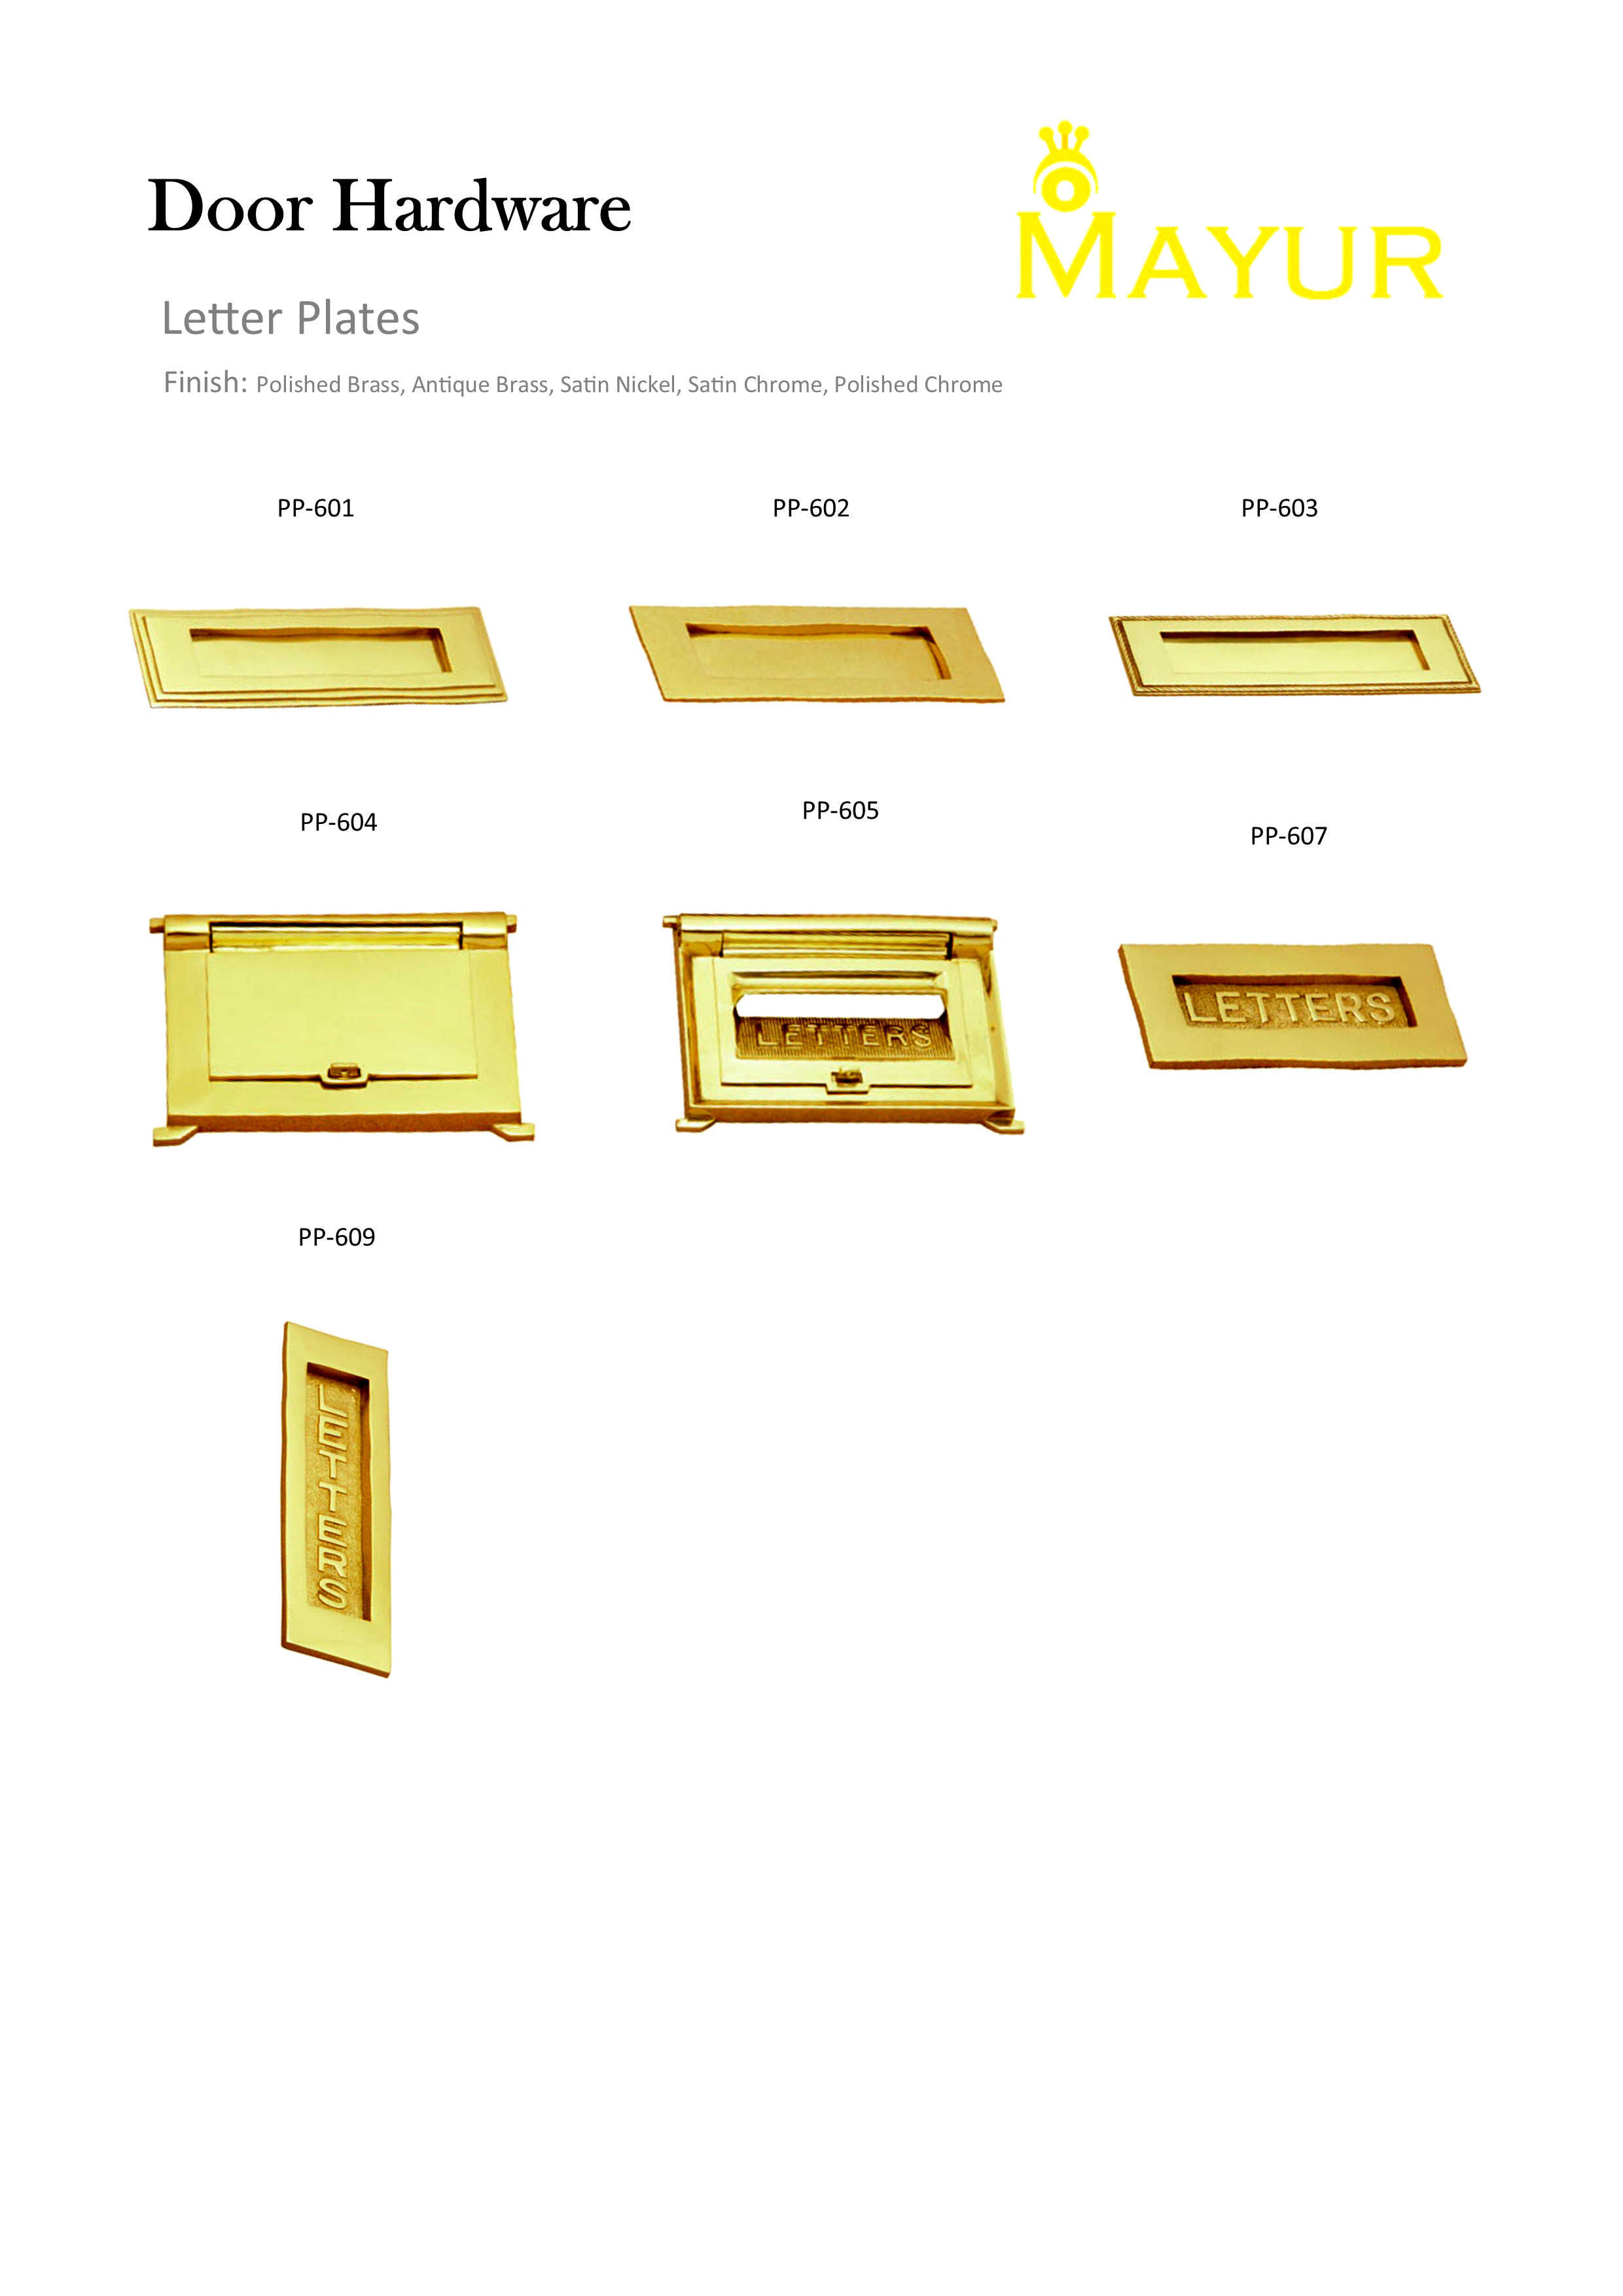 Door Hardware
MAYUR
Letter Plates
Finish: Polished Brass, Antique Brass, Satin Nickel, Satin Chrome, Polished Chrome
PP-601
PP-602
PP-603
PP-604
PP-605
PP-607
LETTERS
LETTERS
PP-609
LETTERS